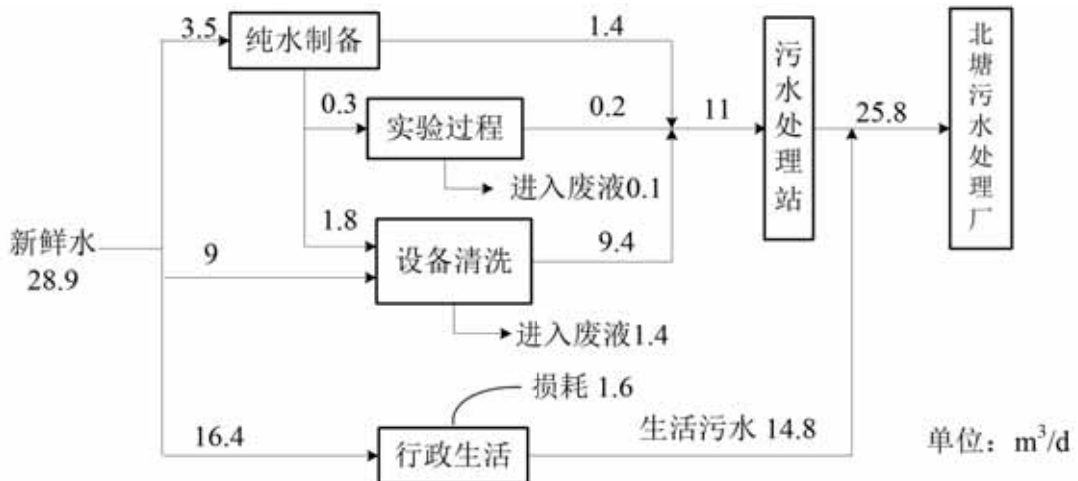 3.5
纯水制备
1.4
0.3
实验过程
0.2
11
污水处理站
25.8
北塘污水处理厂
进入废液0.1
新鲜水
28.9
1.8
9
设备清洗
9.4
进入废液1.4
损耗 1.6
16.4
行政生活
生活污水 14.8
单位：m³/d